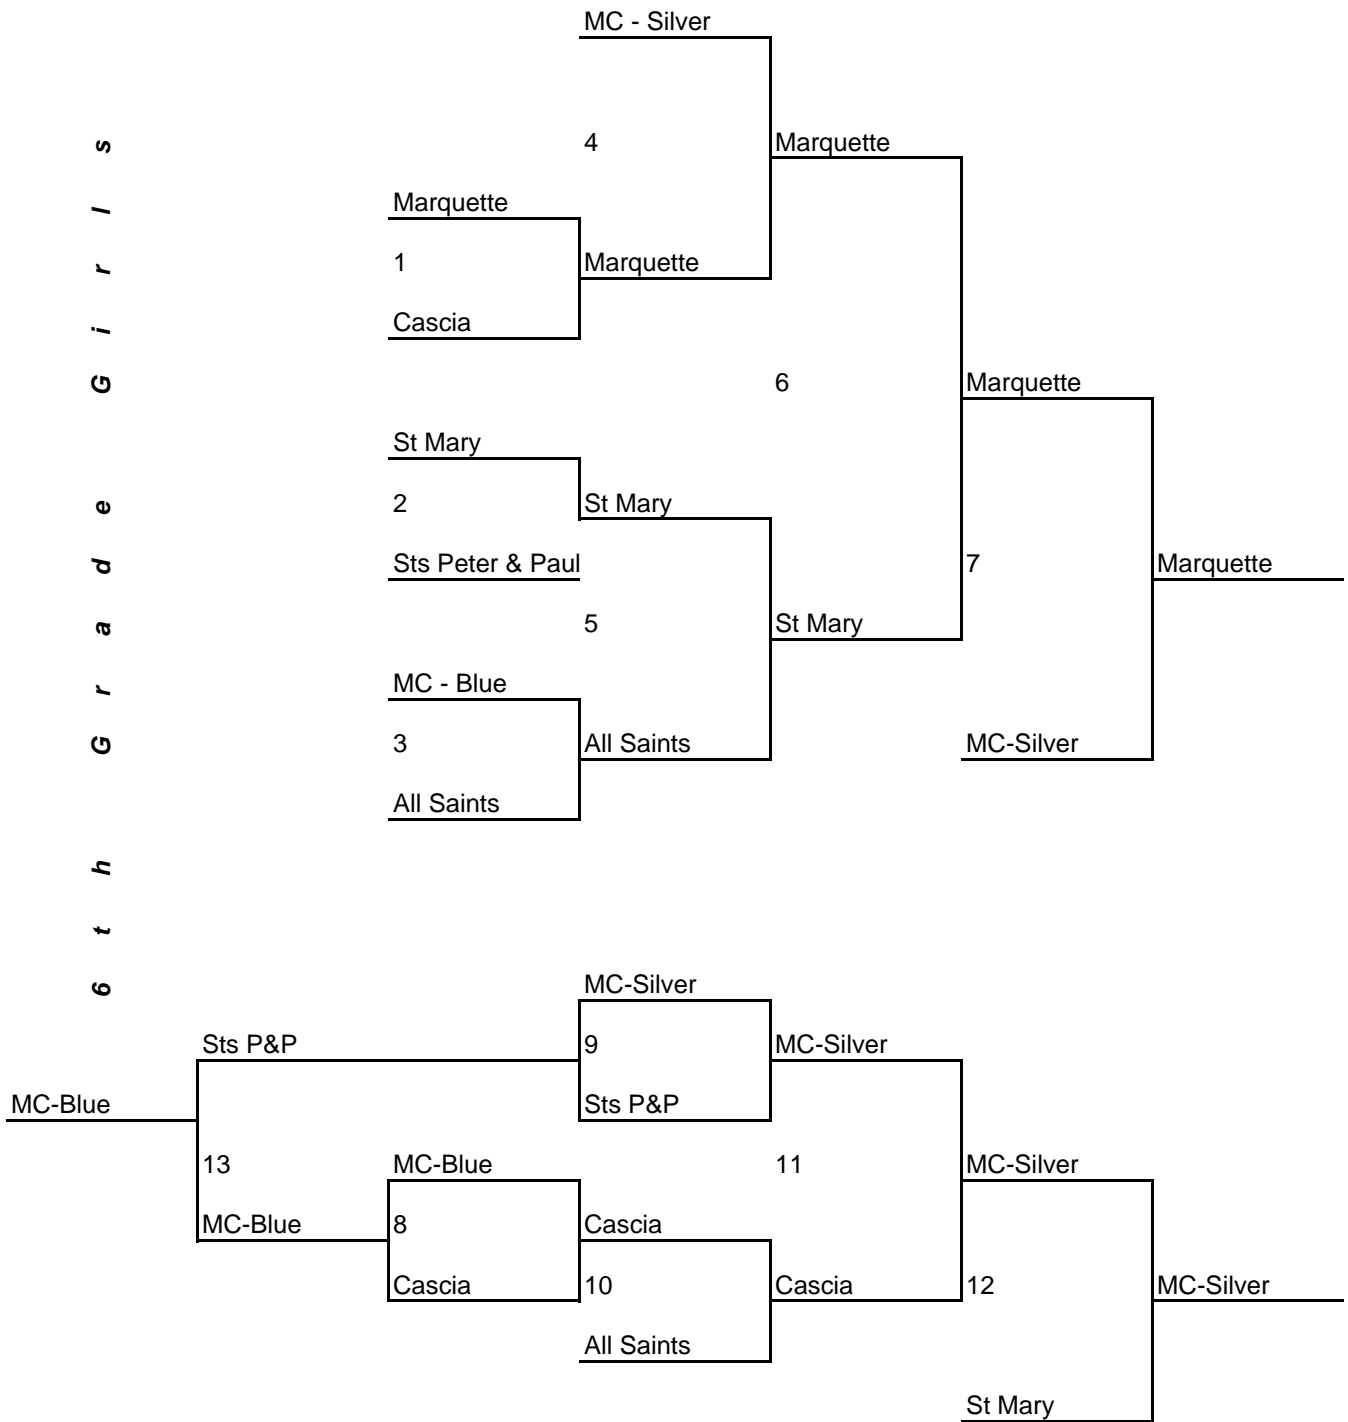 6th Grade Girls
MC - Silver
4
Marquette
Marquette
1
Marquette
Cascia
6
Marquette
St Mary
2
St Mary
Sts Peter & Paul
7
Marquette
5
St Mary
MC - Blue
3
All Saints
MC-Silver
All Saints
MC-Silver
Sts P&P
9
MC-Silver
MC-Blue
Sts P&P
13
MC-Blue
11
MC-Silver
MC-Blue
8
Cascia
Cascia
10
Cascia
12
MC-Silver
All Saints
St Mary